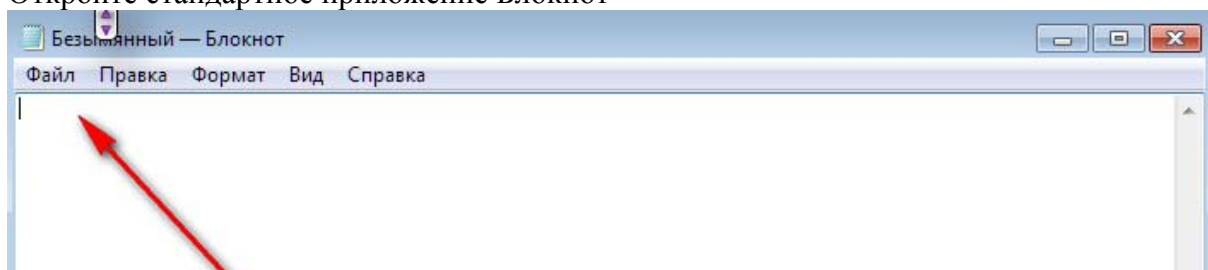 Откройте стандартное приложение Блокнот
Безымянный — Блокнот
Файл Правка Формат Вид Справка